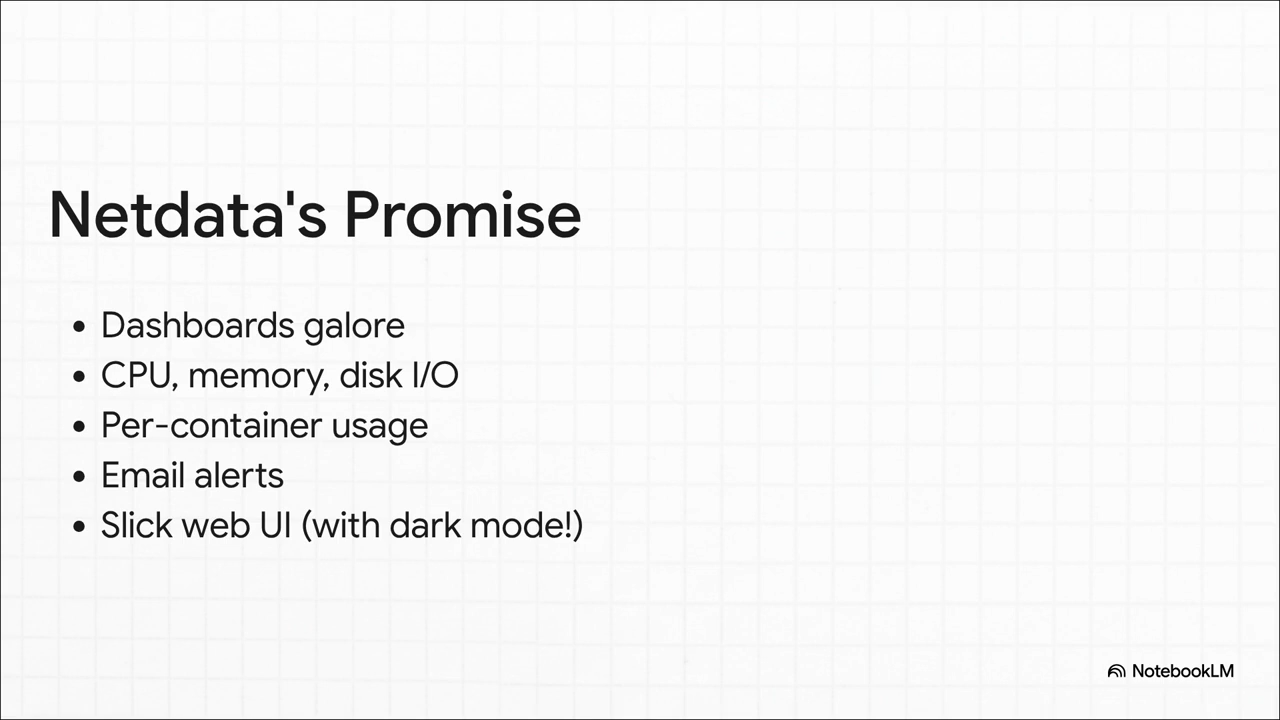 Netdata's Promise
• Dashboards galore
• CPU, memory, disk I/O
• Per-container usage
• Email alerts
• Slick web UI (with dark mode!)
NotebookLM